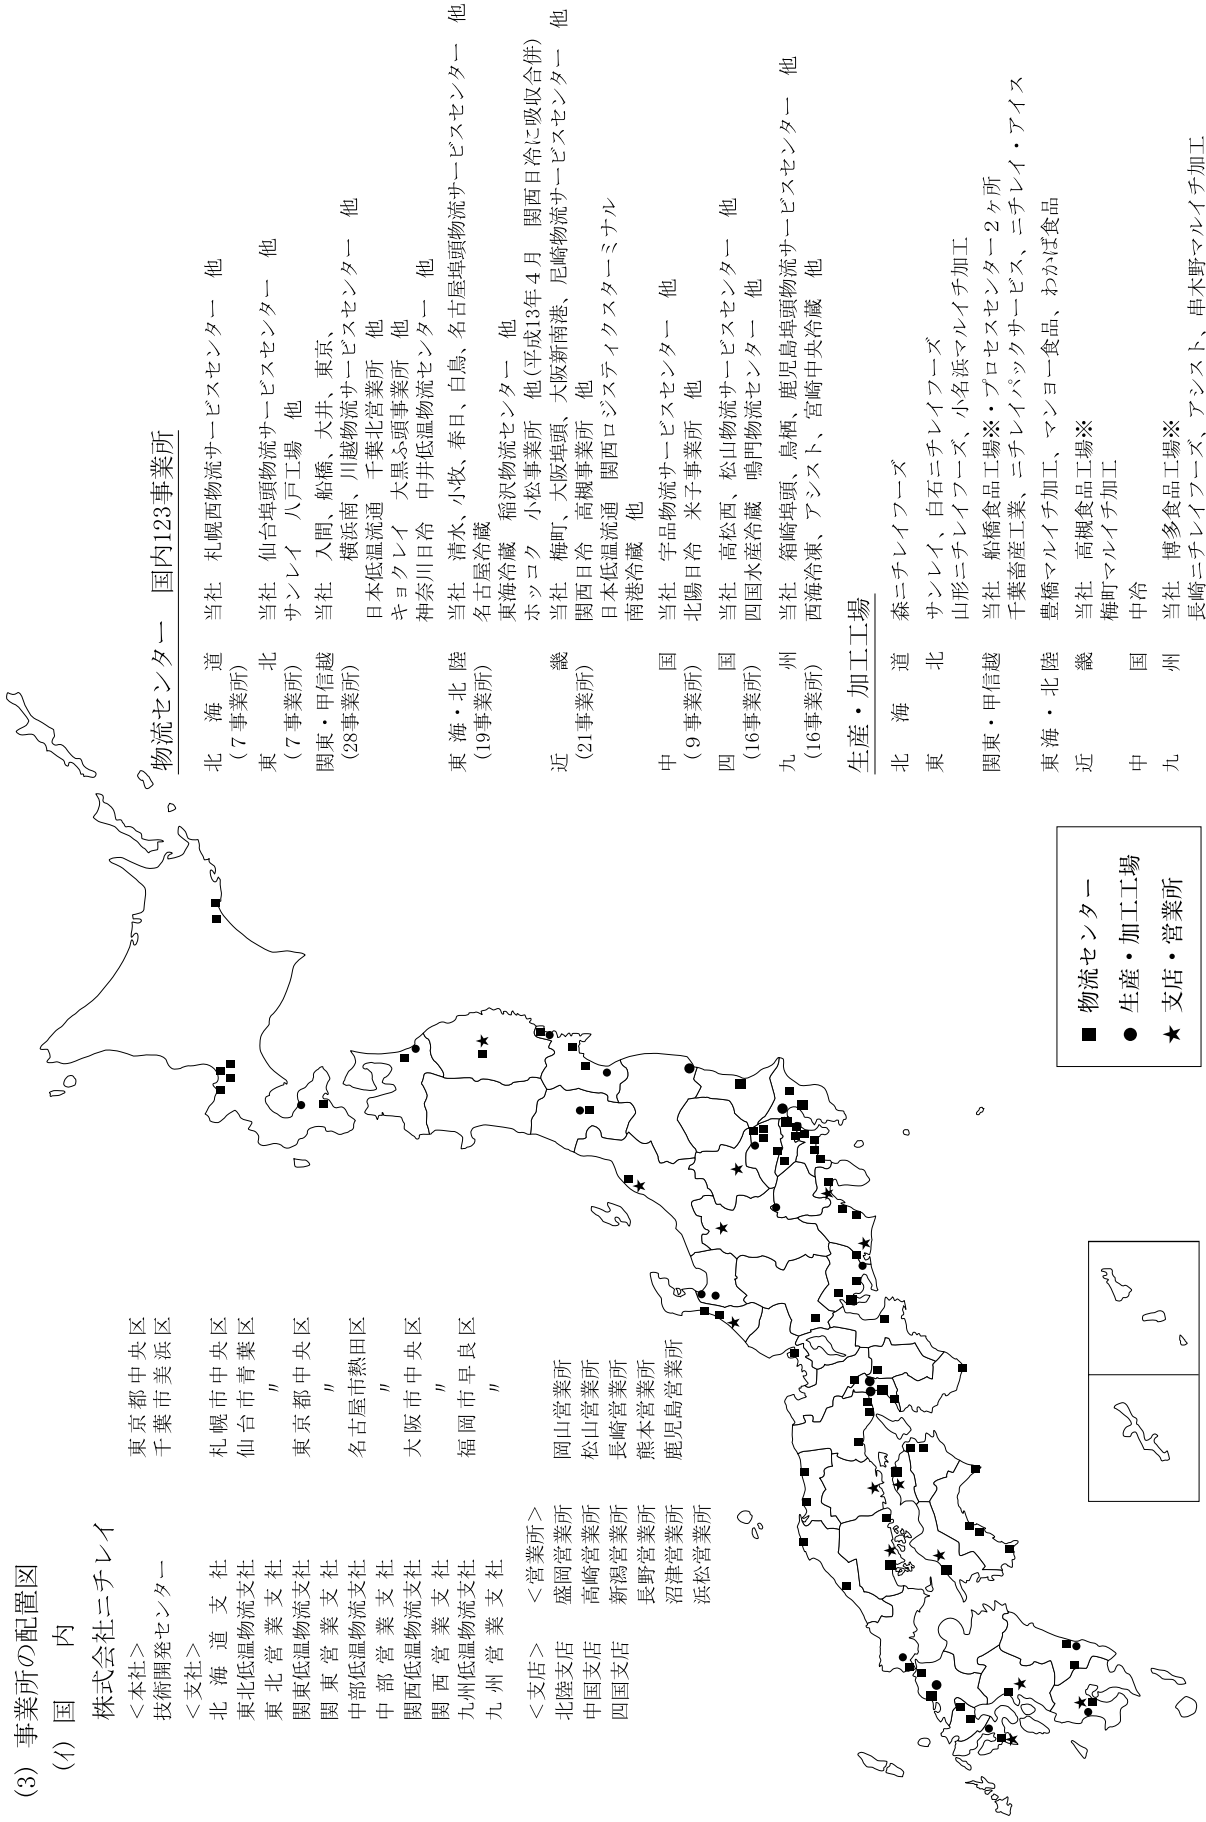 (3) 事業所の配置図
(イ) 国　内
株式会社ニチレイ
＜本社＞　東京都中央区
技術開発センター　千葉市美浜区
＜支社＞
北海道支社　札幌市中央区
東北低温物流支社　仙台市青葉区
東北営業支社　〃
関東低温物流支社　東京都中央区
関東営業支社　〃
中部低温物流支社　名古屋市熱田区
中部営業支社　〃
関西低温物流支社　大阪市中央区
関西営業支社　〃
九州低温物流支社　福岡市早良区
九州営業支社　〃
＜支店＞　＜営業所＞
北陸支店　盛岡営業所　岡山営業所
中国支店　高崎営業所　松山営業所
四国支店　新潟営業所　長崎営業所
長野営業所　熊本営業所
沼津営業所　鹿児島営業所
浜松営業所
物流センター　国内123事業所
北海道　当社　札幌西物流サービスセンター　他
(７事業所)
東北　当社　仙台埠頭物流サービスセンター　他
(７事業所)　サンレイ　八戸工場　他
関東・甲信越　当社　入間、船橋、大井、東京、
(28事業所)　横浜南、川越物流サービスセンター　他
日本低温流通　千葉北営業所　他
キョクレイ　大黒ふ頭事業所　他
神奈川日冷　中井低温物流センター　他
東海・北陸　当社　清水、小牧、春日、白鳥、名古屋埠頭物流サービスセンター　他
(19事業所)　名古屋冷蔵
東海冷蔵　稲沢物流センター　他
ホッコク　小松事業所　他(平成13年４月　関西日冷に吸収合併)
近畿　当社　梅町、大阪埠頭、大阪新南港、尼崎物流サービスセンター　他
(21事業所)　関西日冷　高槻事業所　他
日本低温流通　関西ロジスティクスターミナル
南港冷蔵　他
中国　当社　宇品物流サービスセンター　他
(９事業所)　北陽日冷　米子事業所　他
四国　当社　高松西、松山物流サービスセンター　他
(16事業所)　四国水産冷蔵　鳴門物流センター　他
九州　当社　箱崎埠頭、鳥栖、鹿児島埠頭物流サービスセンター　他
(16事業所)　西海冷凍、アシスト、宮崎中央冷蔵　他
生産・加工工場
北海道　森ニチレイフーズ
東北　サンレイ、白石ニチレイフーズ
山形ニチレイフーズ、小名浜マルイチ加工
関東・甲信越　当社　船橋食品工場※・プロセスセンター２ヶ所
千葉畜産工業、ニチレイパックサービス、ニチレイ・アイス
東海・北陸　豊橋マルイチ加工、マンヨー食品、わかば食品
近畿　当社　高槻食品工場※
梅町マルイチ加工
中国　中冷
九州　当社　博多食品工場※
長崎ニチレイフーズ、アシスト、串木野マルイチ加工
■ 物流センター
● 生産・加工工場
★ 支店・営業所